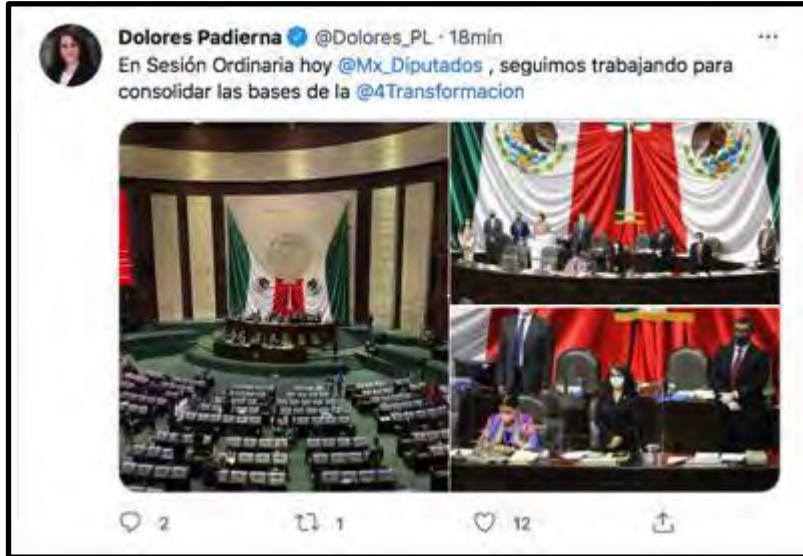 Dolores Padierna @Dolores_PL · 18min
En Sesión Ordinaria hoy @Mx_Diputados , seguimos trabajando para
consolidar las bases de la @4Transformacion
2 1 12